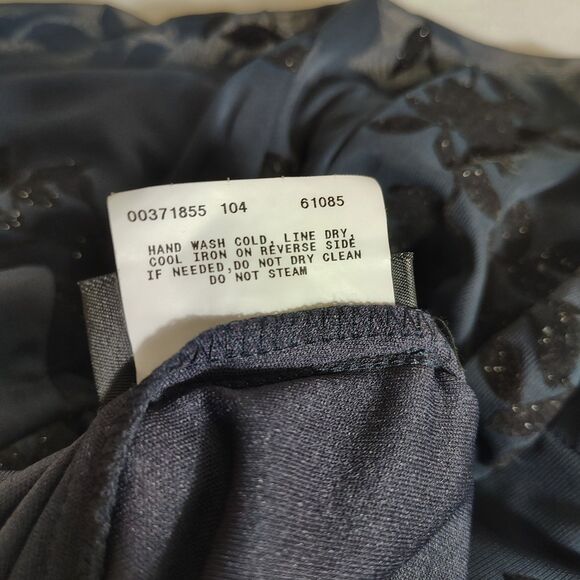 00371855 104 61085
HAND WASH COLD, LINE DRY,
COOL IRON ON REVERSE SIDE
IF NEEDED,DO NOT DRY CLEAN
DO NOT STEAM